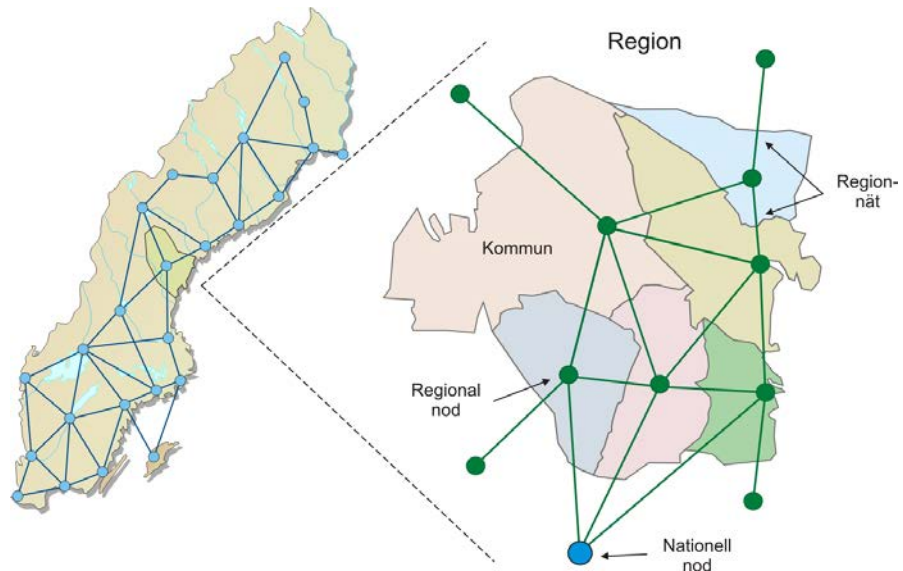 Region
Region-
nät
Kommun
Regional
nod
Nationell
nod